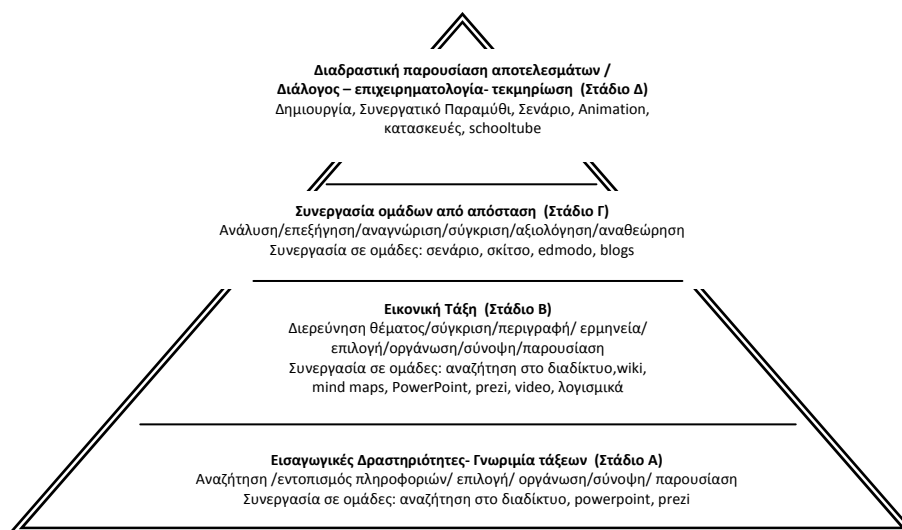 Διαδραστική παρουσίαση αποτελεσμάτων /
Διάλογος – επιχειρηματολογία- τεκμηρίωση (Στάδιο Δ)
Δημιουργία, Συνεργατικό Παραμύθι, Σενάριο, Animation,
κατασκευές, schooltube
Συνεργασία ομάδων από απόσταση (Στάδιο Γ)
Ανάλυση/επεξήγηση/αναγνώριση/σύγκριση/αξιολόγηση/αναθεώρηση
Συνεργασία σε ομάδες: σενάριο, σκίτσο, edmodo, blogs
Εικονική Τάξη (Στάδιο Β)
Διερεύνηση θέματος/σύγκριση/περιγραφή/ ερμηνεία/
επιλογή/οργάνωση/σύνοψη/παρουσίαση
Συνεργασία σε ομάδες: αναζήτηση στο διαδίκτυο,wiki,
mind maps, PowerPoint, prezi, video, λογισμικά
Εισαγωγικές Δραστηριότητες- Γνωριμία τάξεων (Στάδιο Α)
Αναζήτηση /εντοπισμός πληροφοριών/ επιλογή/ οργάνωση/σύνοψη/ παρουσίαση
Συνεργασία σε ομάδες: αναζήτηση στο διαδίκτυο, powerpoint, prezi